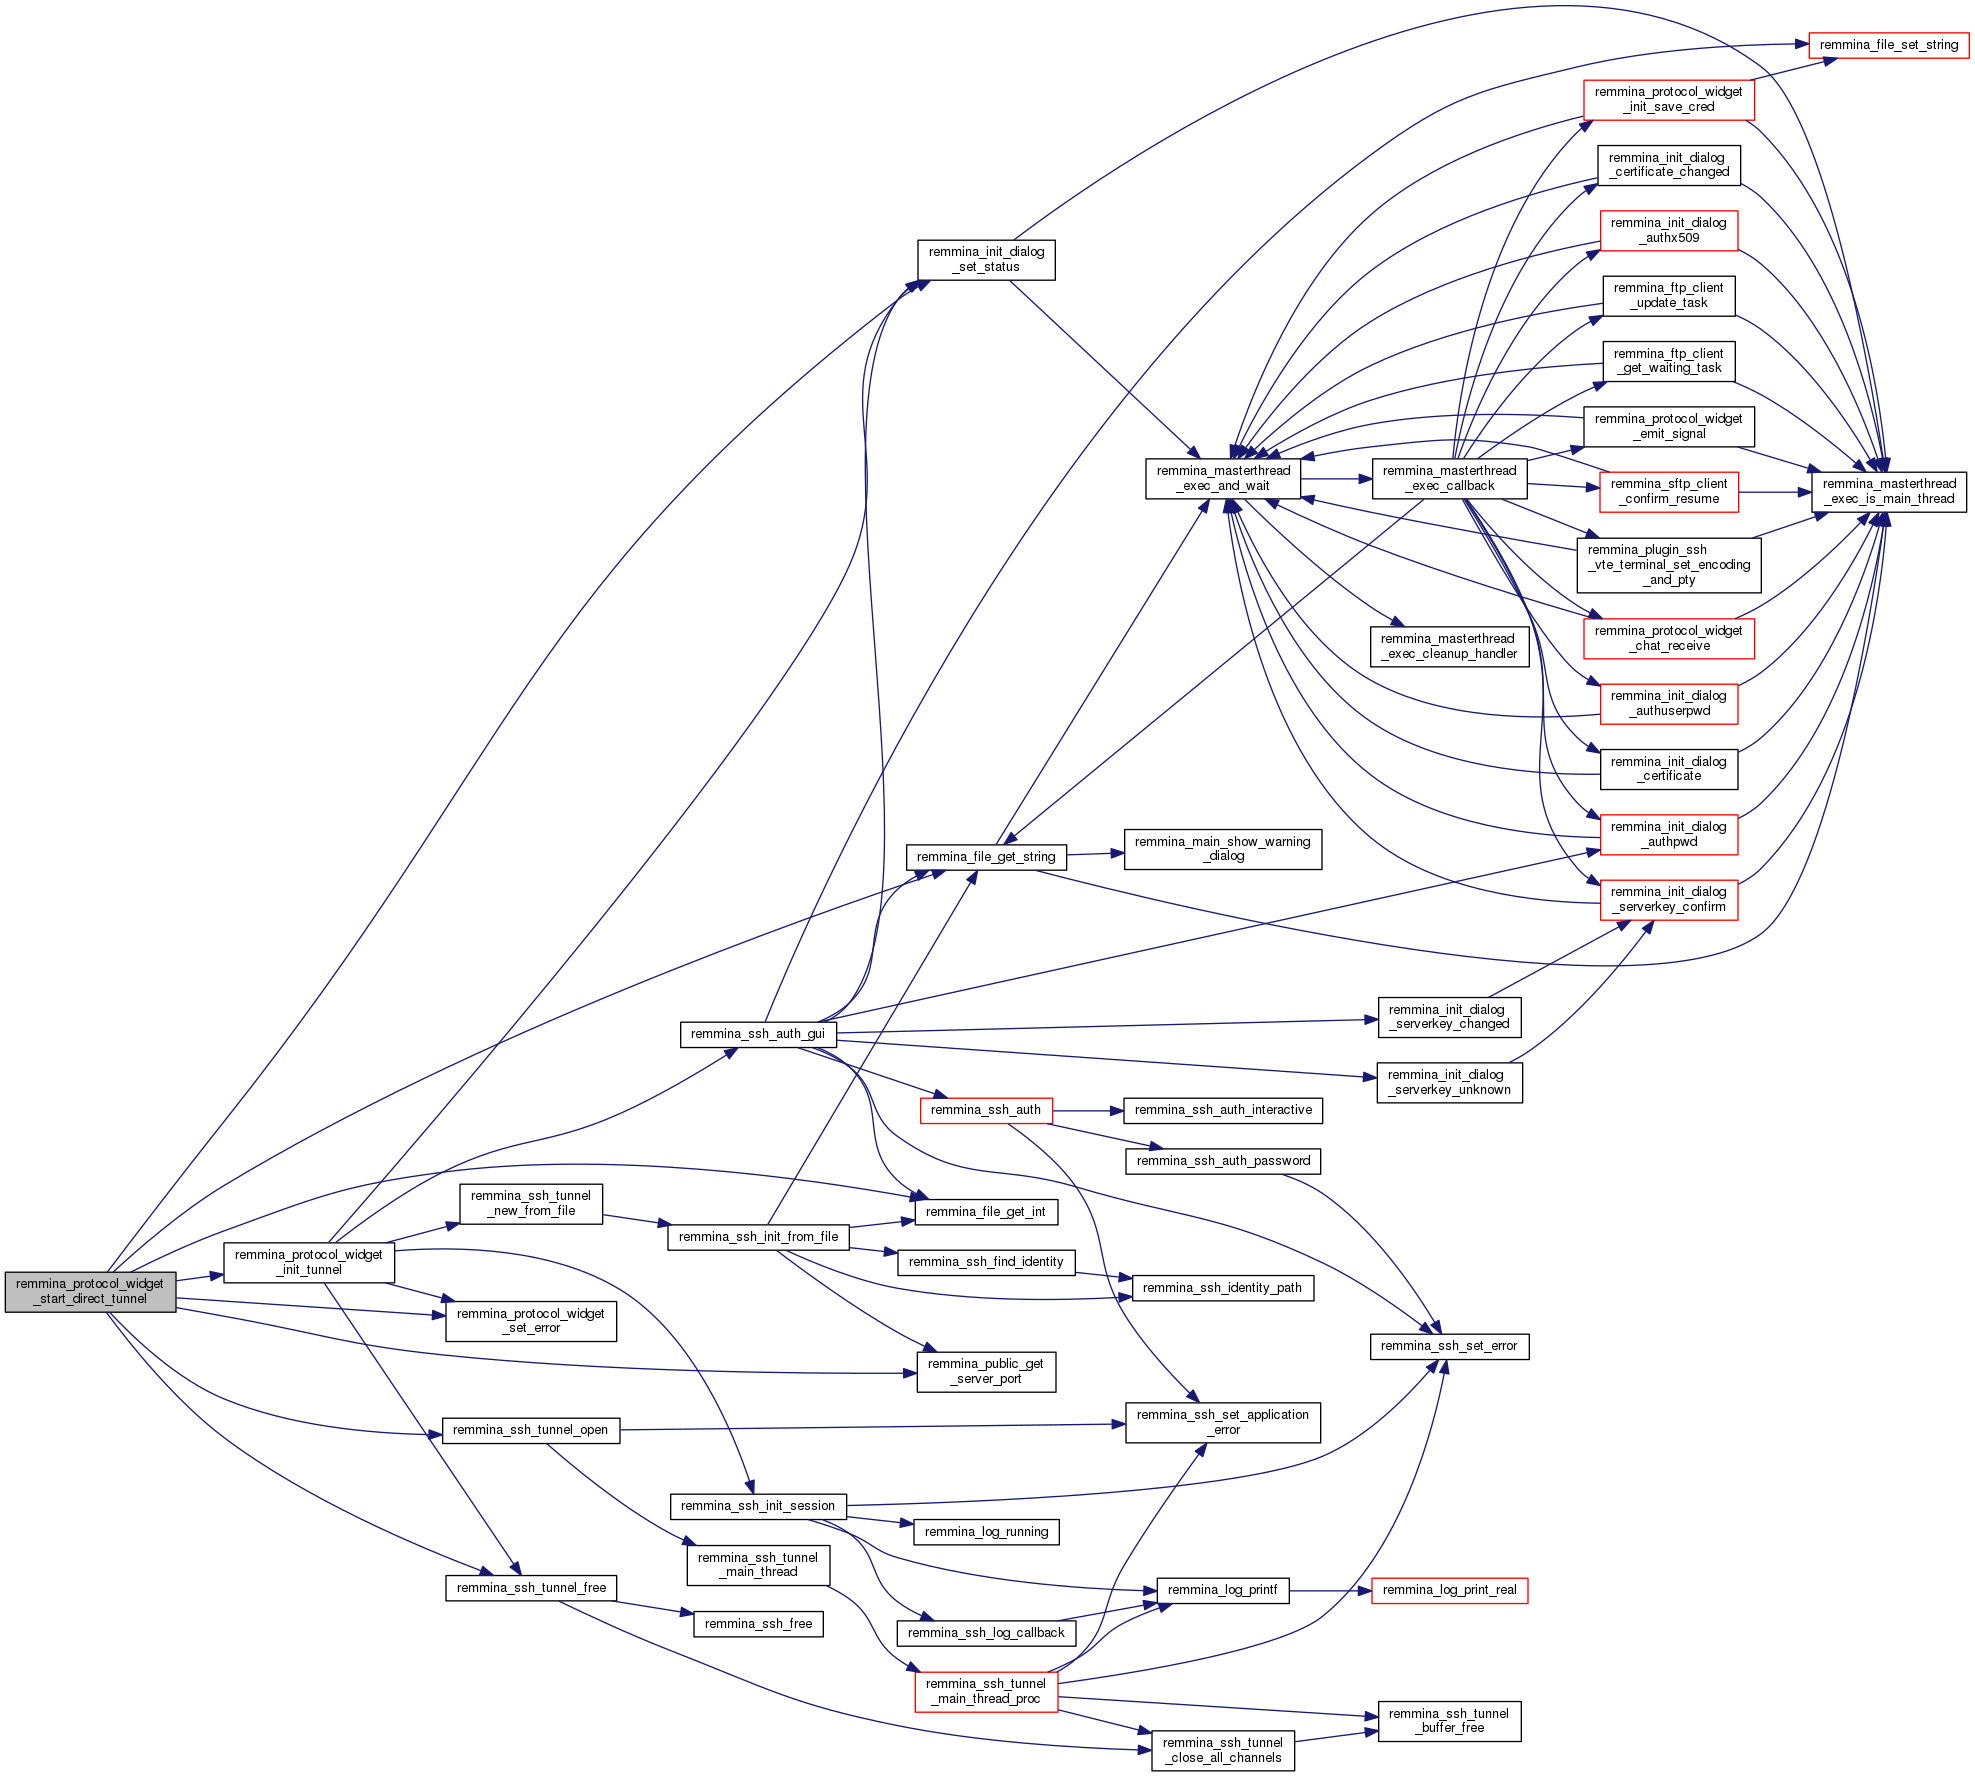 remmina_file_set_string
remmina_protocol_widget
_init_save_cred
remmina_init_dialog
_certificate_changed
remmina_init_dialog
_authx509
remmina_init_dialog
_set_status
remmina_ftp_client
_update_task
remmina_ftp_client
_get_waiting_task
remmina_protocol_widget
_emit_signal
remmina_masterthread
_exec_and_wait
remmina_masterthread
_exec_callback
remmina_sftp_client
_confirm_resume
remmina_masterthread
_exec_is_main_thread
remmina_plugin_ssh
_vte_terminal_set_encoding
_and_pty
remmina_masterthread
_exec_cleanup_handler
remmina_protocol_widget
_chat_receive
remmina_init_dialog
_authuserpwd
remmina_init_dialog
_certificate
remmina_init_dialog
_authpwd
remmina_file_get_string
remmina_main_show_warning
_dialog
remmina_init_dialog
_serverkey_confirm
remmina_ssh_auth_gui
remmina_init_dialog
_serverkey_changed
remmina_init_dialog
_serverkey_unknown
remmina_ssh_auth
remmina_ssh_auth_interactive
remmina_ssh_auth_password
remmina_ssh_tunnel
_new_from_file
remmina_file_get_int
remmina_ssh_init_from_file
remmina_protocol_widget
_init_tunnel
remmina_ssh_find_identity
remmina_ssh_identity_path
remmina_protocol_widget
_start_direct_tunnel
remmina_protocol_widget
_set_error
remmina_ssh_set_error
remmina_public_get
_server_port
remmina_ssh_set_application
_error
remmina_ssh_tunnel_open
remmina_ssh_init_session
remmina_log_running
remmina_ssh_tunnel
_main_thread
remmina_ssh_tunnel_free
remmina_log_printf
remmina_log_print_real
remmina_ssh_free
remmina_ssh_log_callback
remmina_ssh_tunnel
_main_thread_proc
remmina_ssh_tunnel
_buffer_free
remmina_ssh_tunnel
_close_all_channels